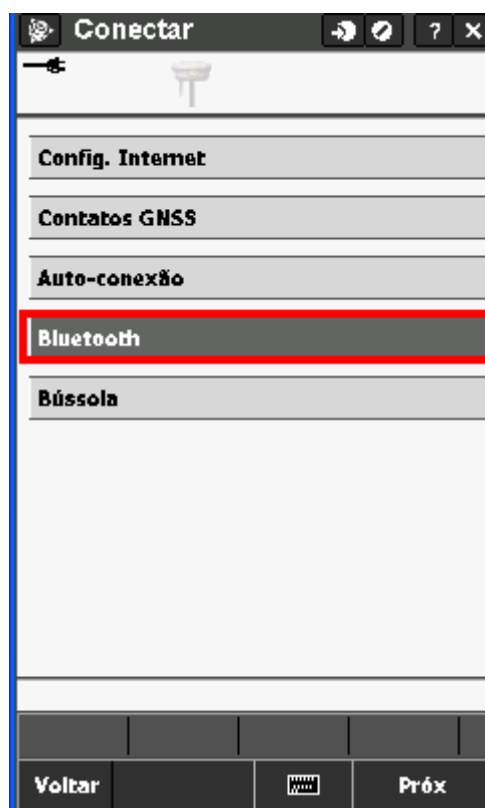 Conectar
? X
Config. Internet
Contatos GNSS
Auto-conexão
Bluetooth
Bússola
Voltar
Próx